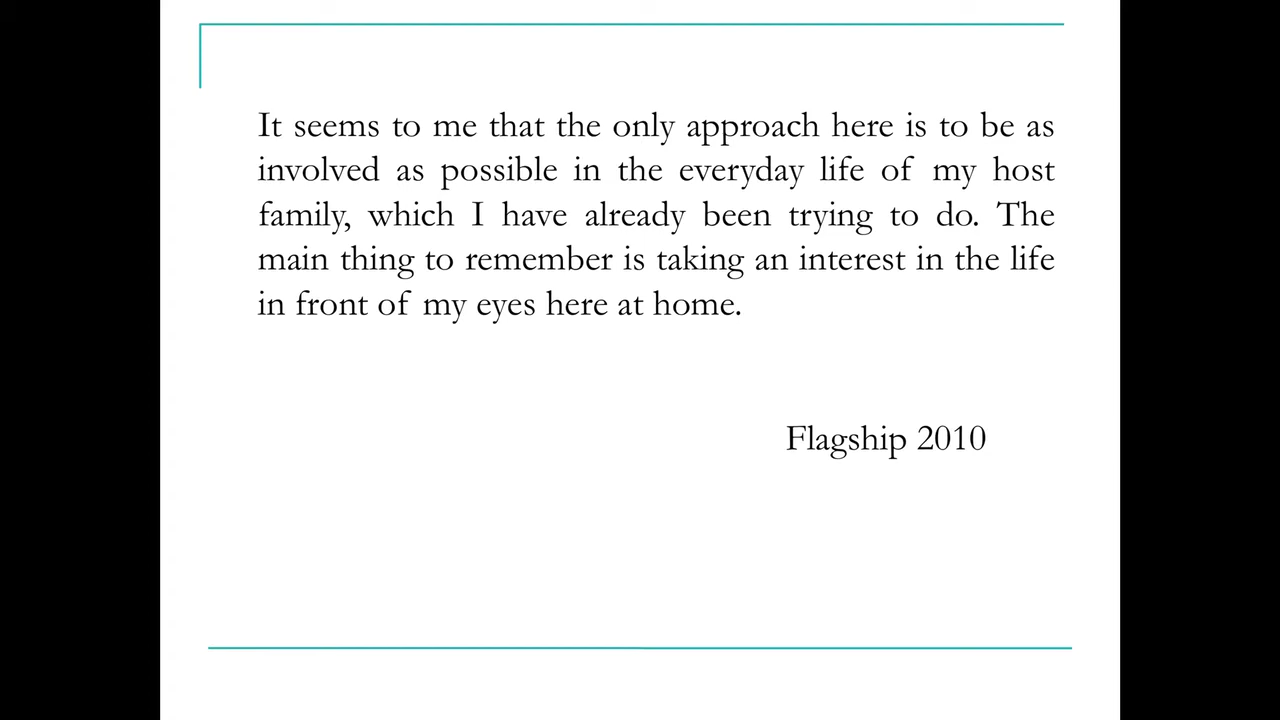 It seems to me that the only approach here is to be as
involved as possible in the everyday life of my host
family, which I have already been trying to do. The
main thing to remember is taking an interest in the life
in front of my eyes here at home.
Flagship 2010